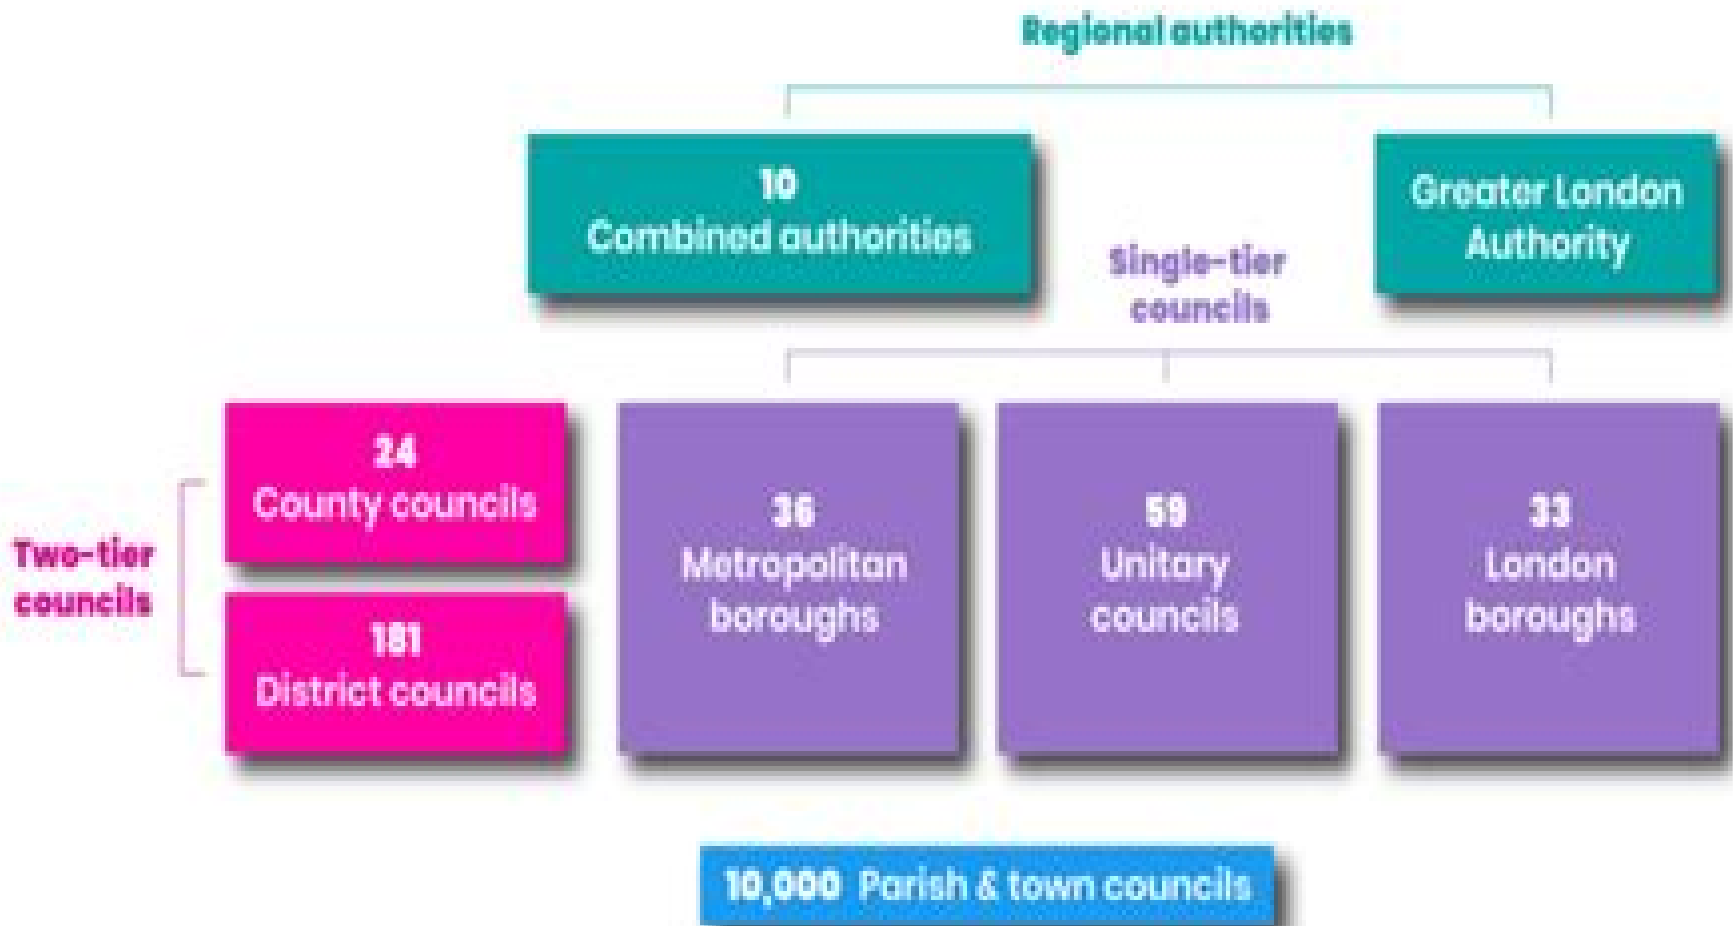 Regional authorities
10
Combined authorities
Greater London
Authority
Single-tier
councils
Two-tier
councils
24
County councils
181
District councils
36
Metropolitan
boroughs
59
Unitary
councils
33
London
boroughs
10,000 Parish & town councils